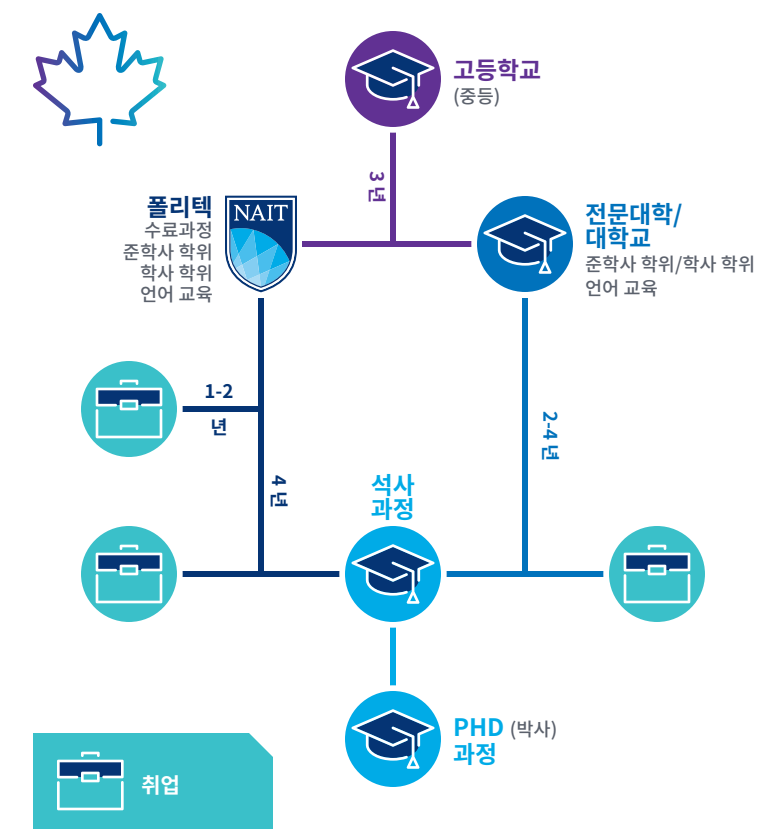 고등학교
(중등)
3 년
폴리텍
수료과정
준학사 학위
학사 학위
언어 교육
NAIT
전문대학/
대학교
준학사 학위/학사 학위
언어 교육
1-2
년
2-4 년
4 년
석사
과정
PHD (박사)
과정
취업